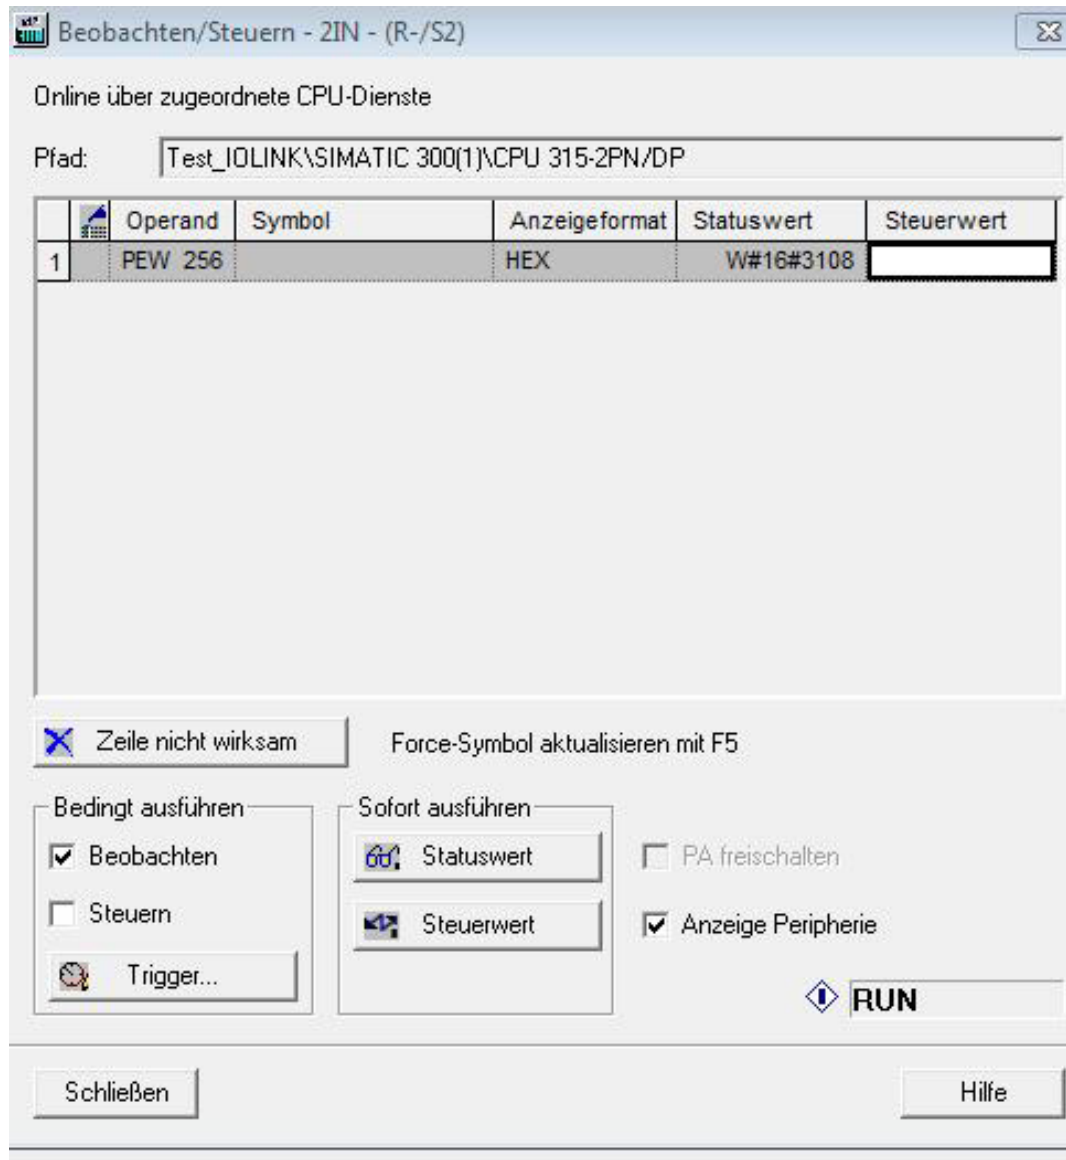 Beobachten/Steuern - 2IN - (R-/S2)
Online über zugeordnete CPU-Dienste
Pfad: Test_IOLINK\SIMATIC 300(1)\CPU 315-2PN/DP
Operand Symbol Anzeigeformat Statuswert Steuerwert
1 PEW 256 HEX W#16#3108
Zeile nicht wirksam Force-Symbol aktualisieren mit F5
Bedingt ausführen Sofort ausführen
Beobachten Statuswert PA freischalten
Steuern Steuerwert Anzeige Peripherie
Trigger...
RUN
Schließen Hilfe